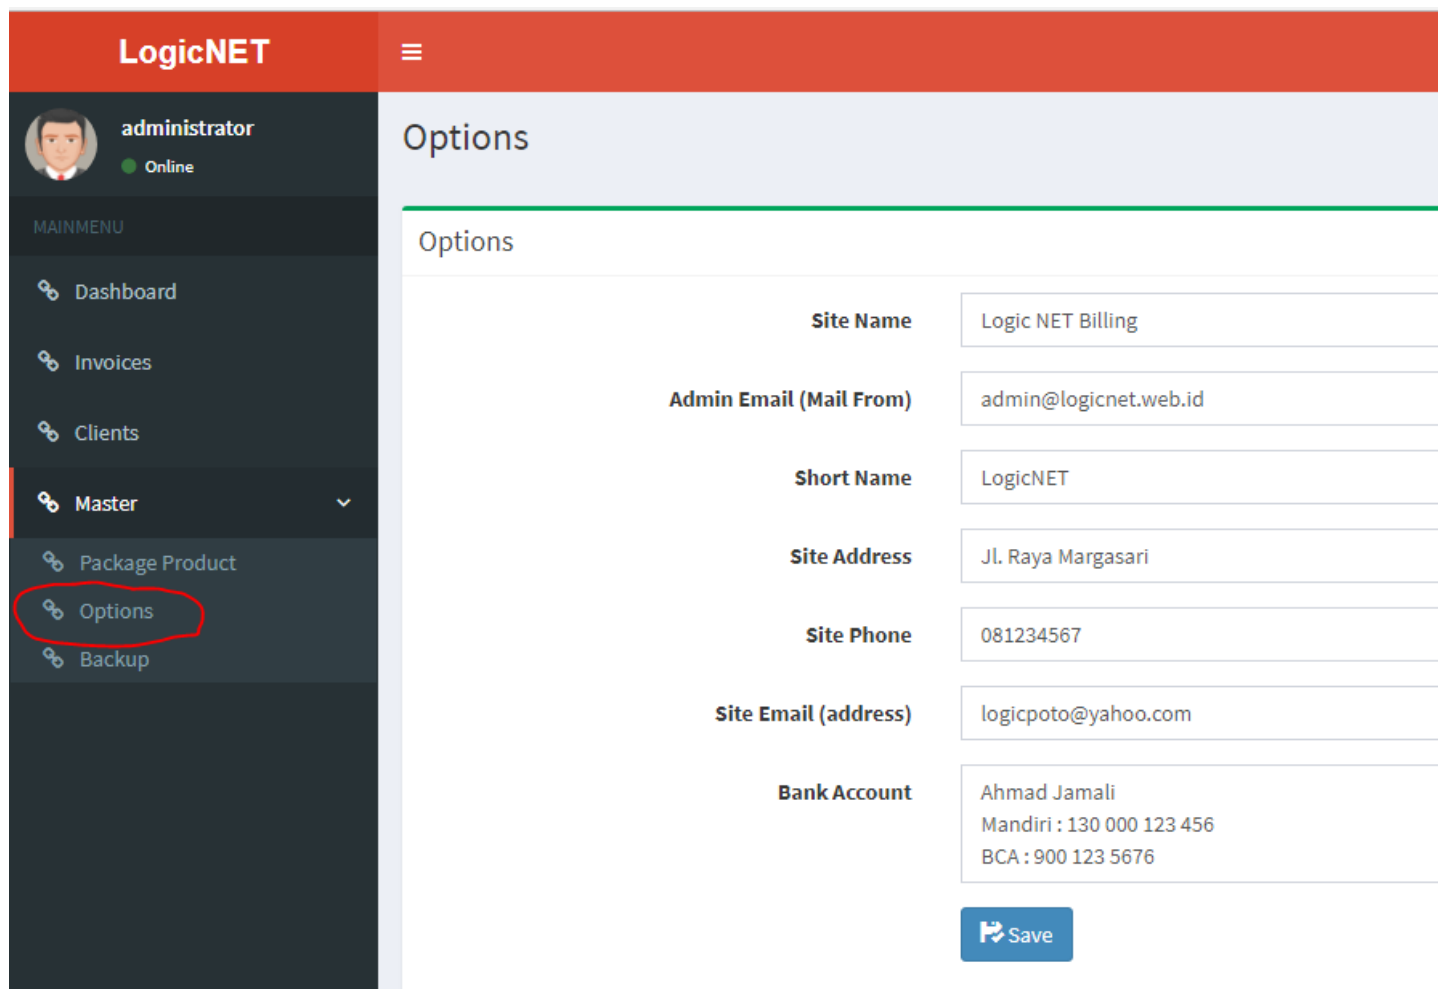 LogicNET
administrator
Online
MAINMENU
Dashboard
Invoices
Clients
Master
Package Product
Options
Backup
Options
Options
Site Name
Logic NET Billing
Admin Email (Mail From)
admin@logicnet.web.id
Short Name
LogicNET
Site Address
Jl. Raya Margasari
Site Phone
081234567
Site Email (address)
logicpoto@yahoo.com
Bank Account
Ahmad Jamali
Mandiri : 130 000 123 456
BCA : 900 123 5676
Save